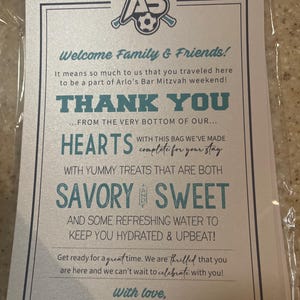 AS
Welcome Family & Friends!
It means so much to us that you traveled here
to be a part of Arlo's Bar Mitzvah weekend!
THANK YOU
...FROM THE VERY BOTTOM OF OUR...
HEARTS WITH THIS BAG WE'VE MADE
complete for your stay
WITH YUMMY TREATS THAT ARE BOTH
SAVORY SWEET
AND SOME REFRESHING WATER TO
KEEP YOU HYDRATED & UPBEAT!
Get ready for a great time. We are thrilled that you
are here and we can't wait to celebrate with you!
With love,